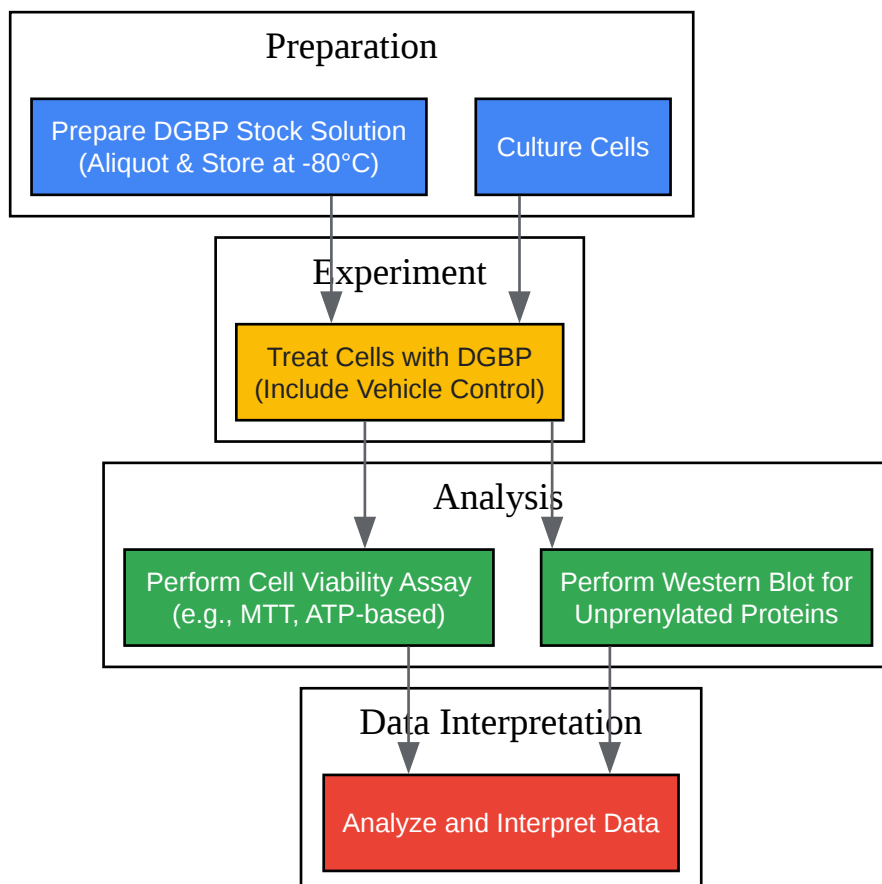 Preparation
Prepare DGBP Stock Solution
(Aliquot & Store at -80°C)
Culture Cells
Experiment
Treat Cells with DGBP
(Include Vehicle Control)
Analysis
Perform Cell Viability Assay
(e.g., MTT, ATP-based)
Perform Western Blot for
Unprenylated Proteins
Data Interpretation
Analyze and Interpret Data